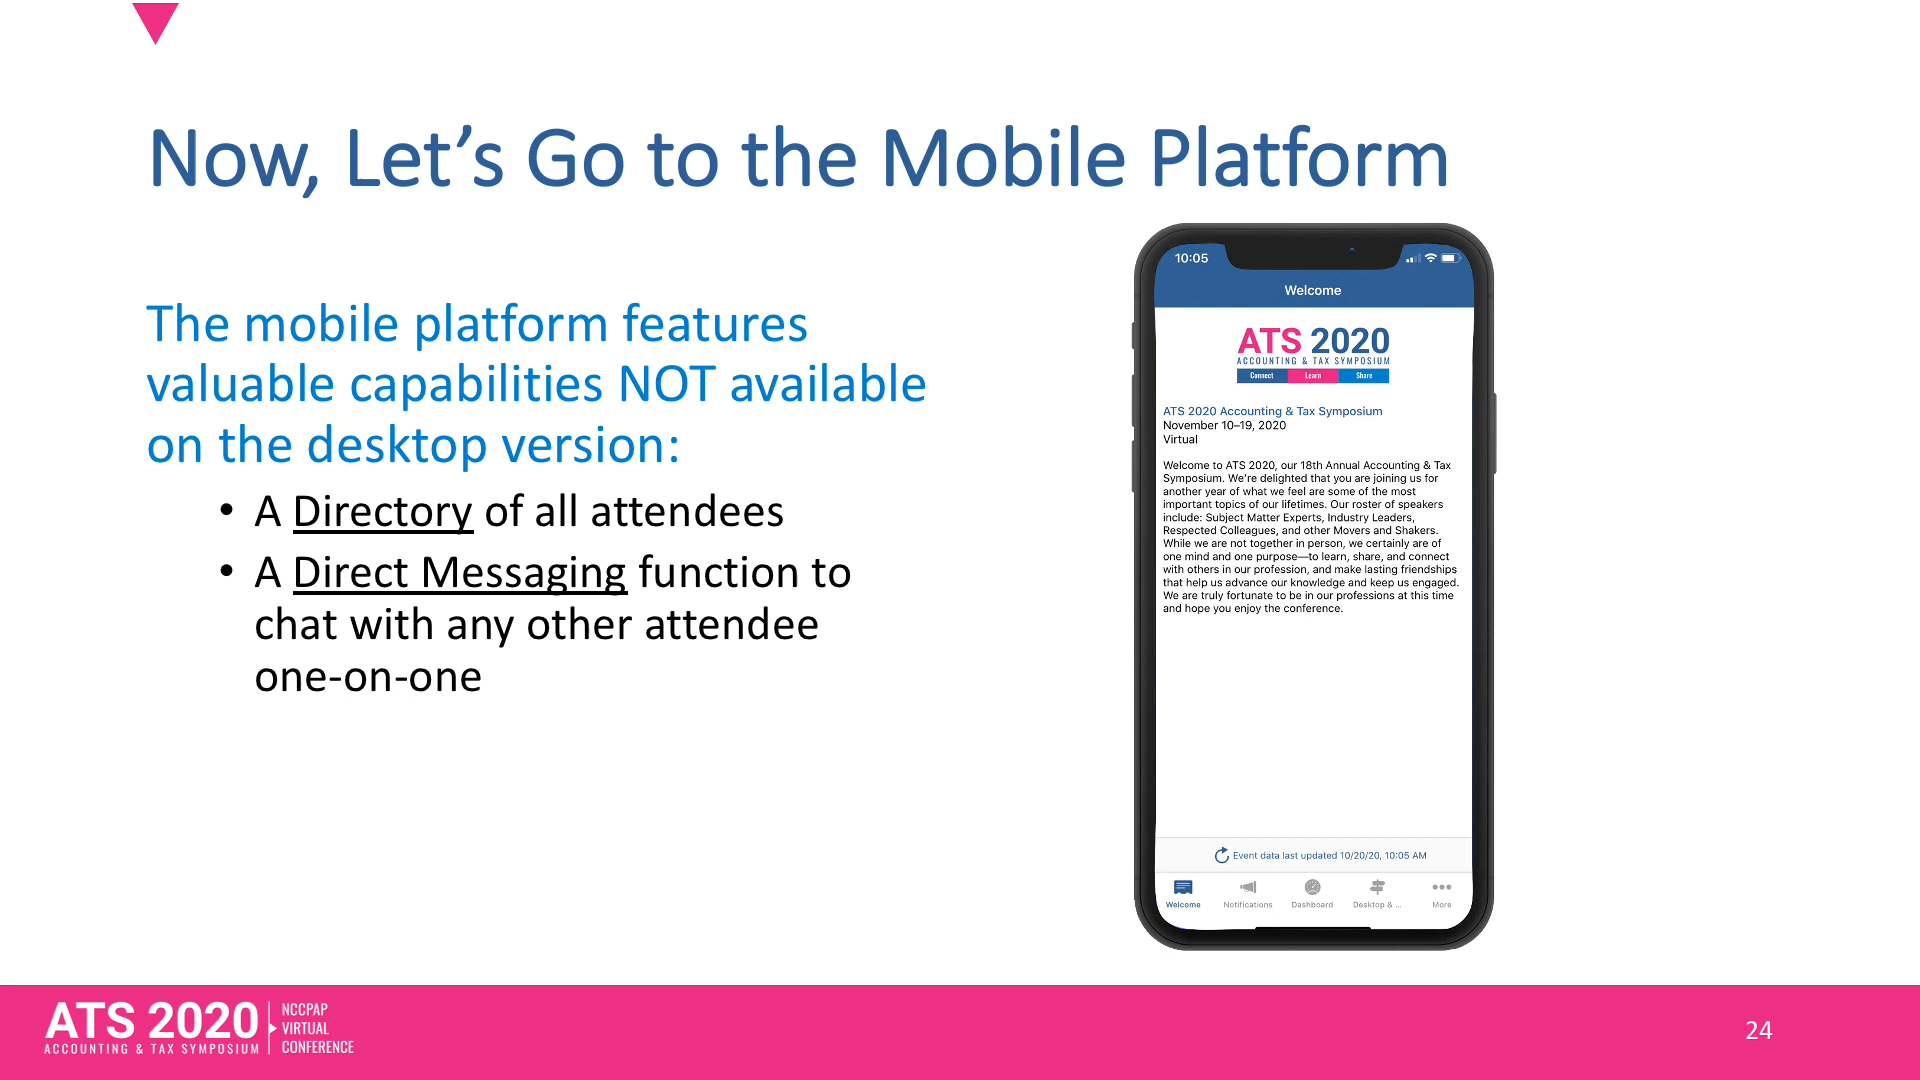 Now, Let’s Go to the Mobile Platform
The mobile platform features
valuable capabilities NOT available
on the desktop version:
• A Directory of all attendees
• A Direct Messaging function to
chat with any other attendee
one-on-one
10:05
Welcome
ATS 2020
ACCOUNTING & TAX SYMPOSIUM
Connect Learn Share
ATS 2020 Accounting & Tax Symposium
November 10–19, 2020
Virtual
Welcome to ATS 2020, our 18th Annual Accounting & Tax
Symposium. We’re delighted that you are joining us for
another year of what we feel are some of the most
important topics of our lifetimes. Our roster of speakers
include: Subject Matter Experts, Industry Leaders,
Respected Colleagues, and other Movers and Shakers.
While we are not together in person, we certainly are of
one mind and one purpose—to learn, share, and connect
with others in our profession, and make lasting friendships
that help us advance our knowledge and keep us engaged.
We are truly fortunate to be in our professions at this time
and hope you enjoy the conference.
Event data last updated 10/20/20, 10:05 AM
Welcome Notifications Dashboard Desktop & ... More
ATS 2020
ACCOUNTING & TAX SYMPOSIUM
NCCPAP
VIRTUAL
CONFERENCE
24